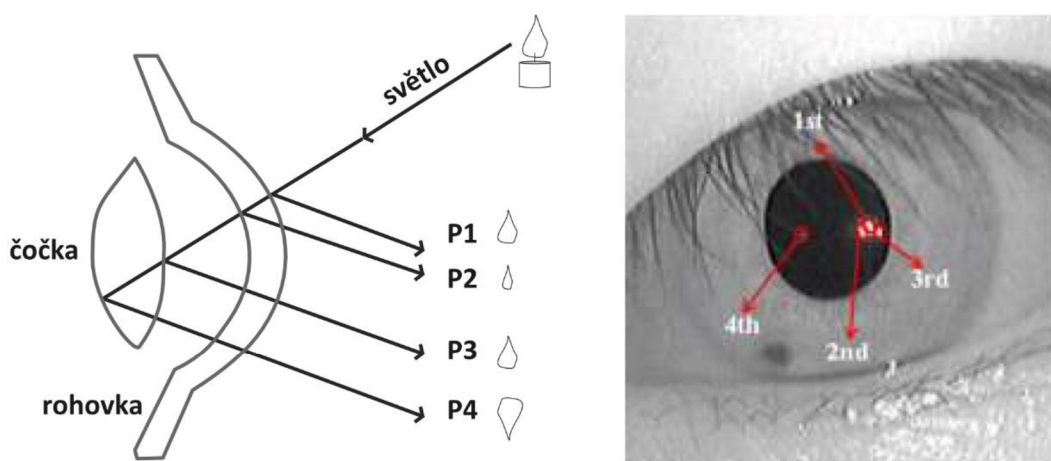 světlo
P1
čočka
P2
P3
rohovka
P4
1st
3rd
4th
2nd